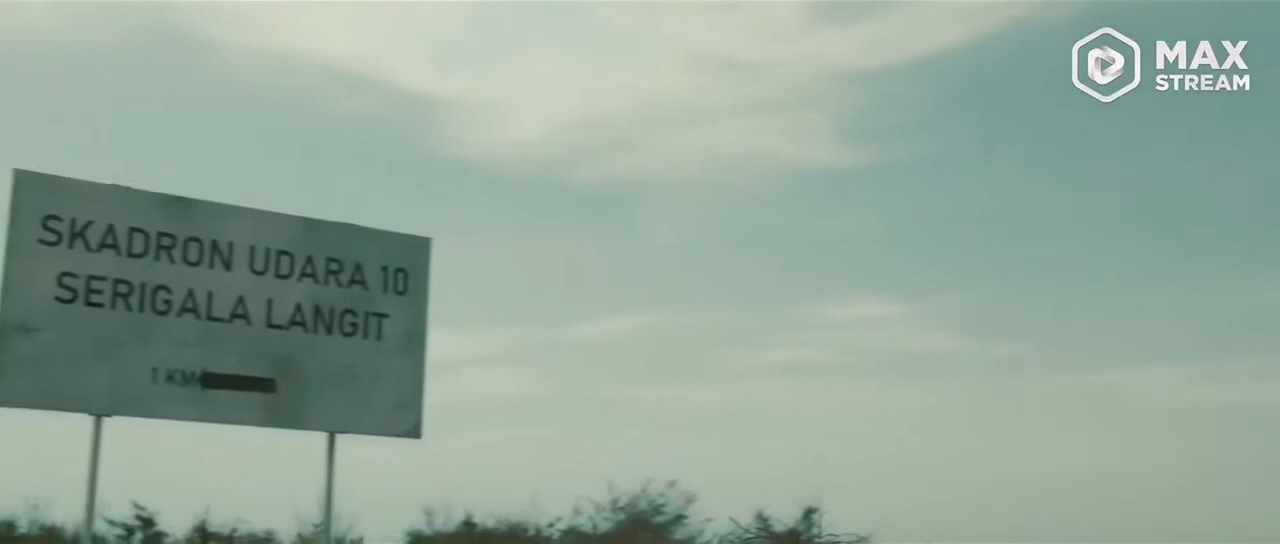 MAX
STREAM
SKADRON UDARA 10
SERIGALA LANGIT
1 KM